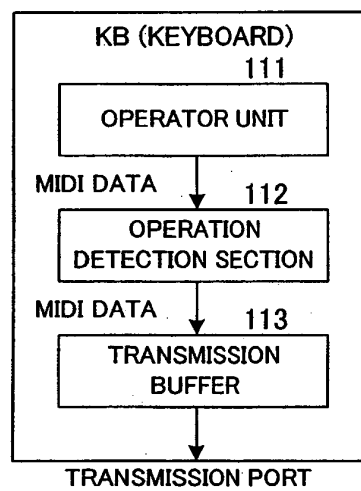 KB (KEYBOARD)
111
OPERATOR UNIT
MIDI DATA
112
OPERATION
DETECTION SECTION
MIDI DATA
113
TRANSMISSION
BUFFER
TRANSMISSION PORT